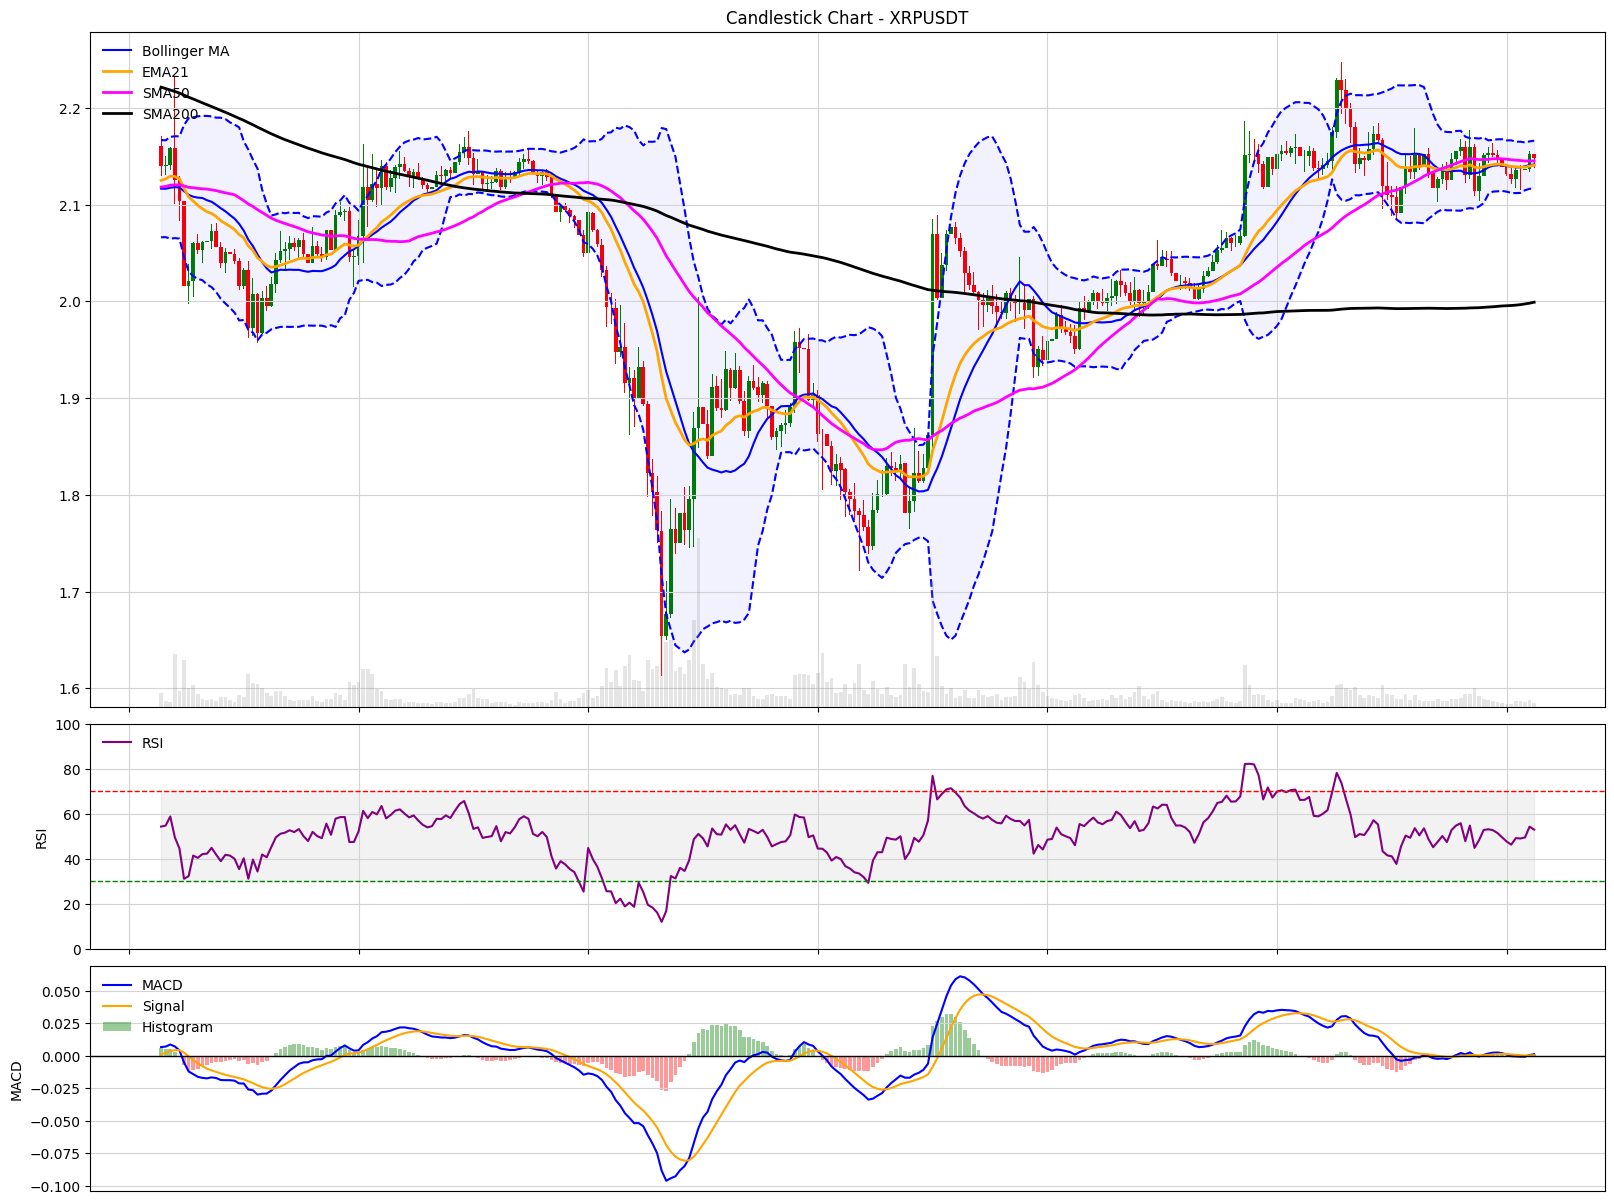 Candlestick Chart - XRPUSDT
Bollinger MA
EMA21
SMA50
SMA200
2.2
2.1
2.0
1.9
1.8
1.7
1.6
100
RSI
80
60
RSI
40
20
0
MACD
0.050
Signal
0.025
Histogram
0.000
MACD
−0.025
−0.050
−0.075
−0.100